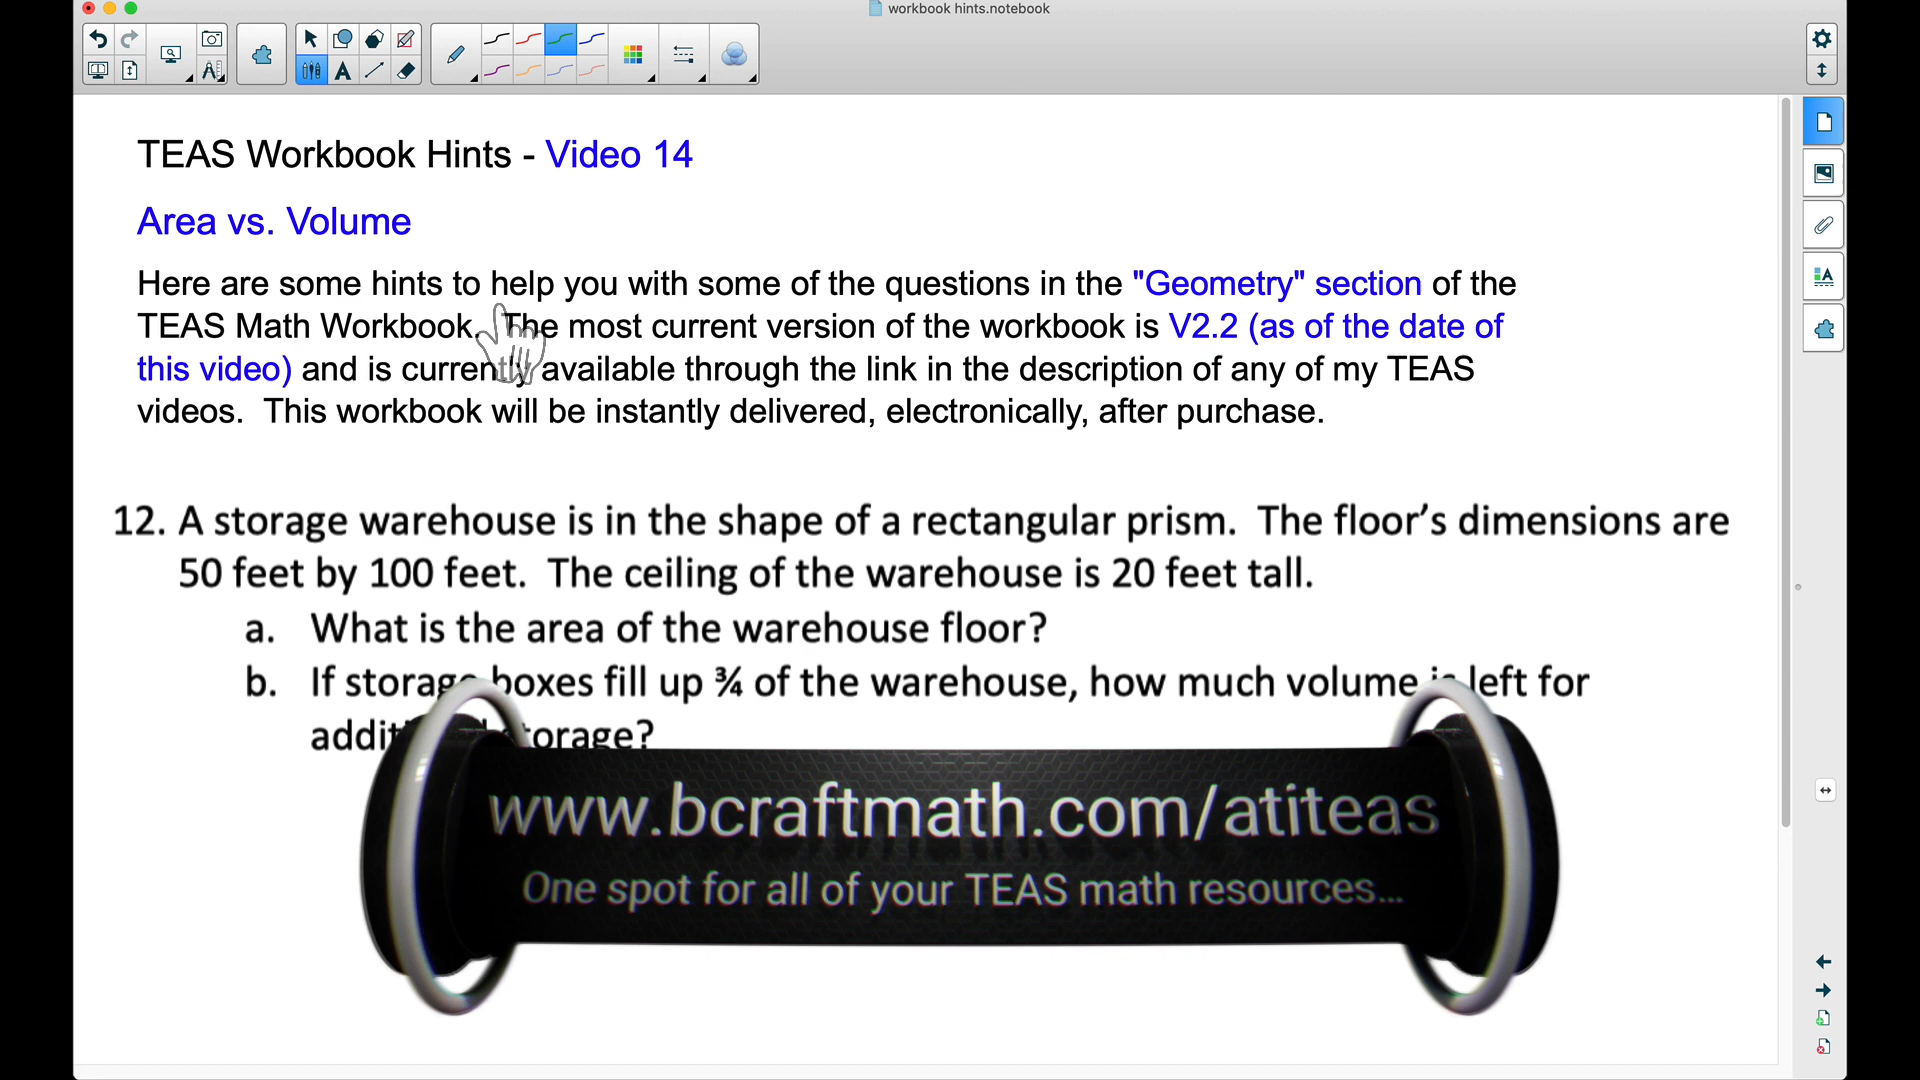 workbook hints.notebook
TEAS Workbook Hints - Video 14
Area vs. Volume
Here are some hints to help you with some of the questions in the "Geometry" section of the
TEAS Math Workbook. The most current version of the workbook is V2.2 (as of the date of
this video) and is currently available through the link in the description of any of my TEAS
videos. This workbook will be instantly delivered, electronically, after purchase.
12. A storage warehouse is in the shape of a rectangular prism. The floor's dimensions are
50 feet by 100 feet. The ceiling of the warehouse is 20 feet tall.
a. What is the area of the warehouse floor?
b. If storage boxes fill up ¾ of the warehouse, how much volume is left for
additional storage?
www.bcraftmath.com/atiteas
One spot for all of your TEAS math resources...